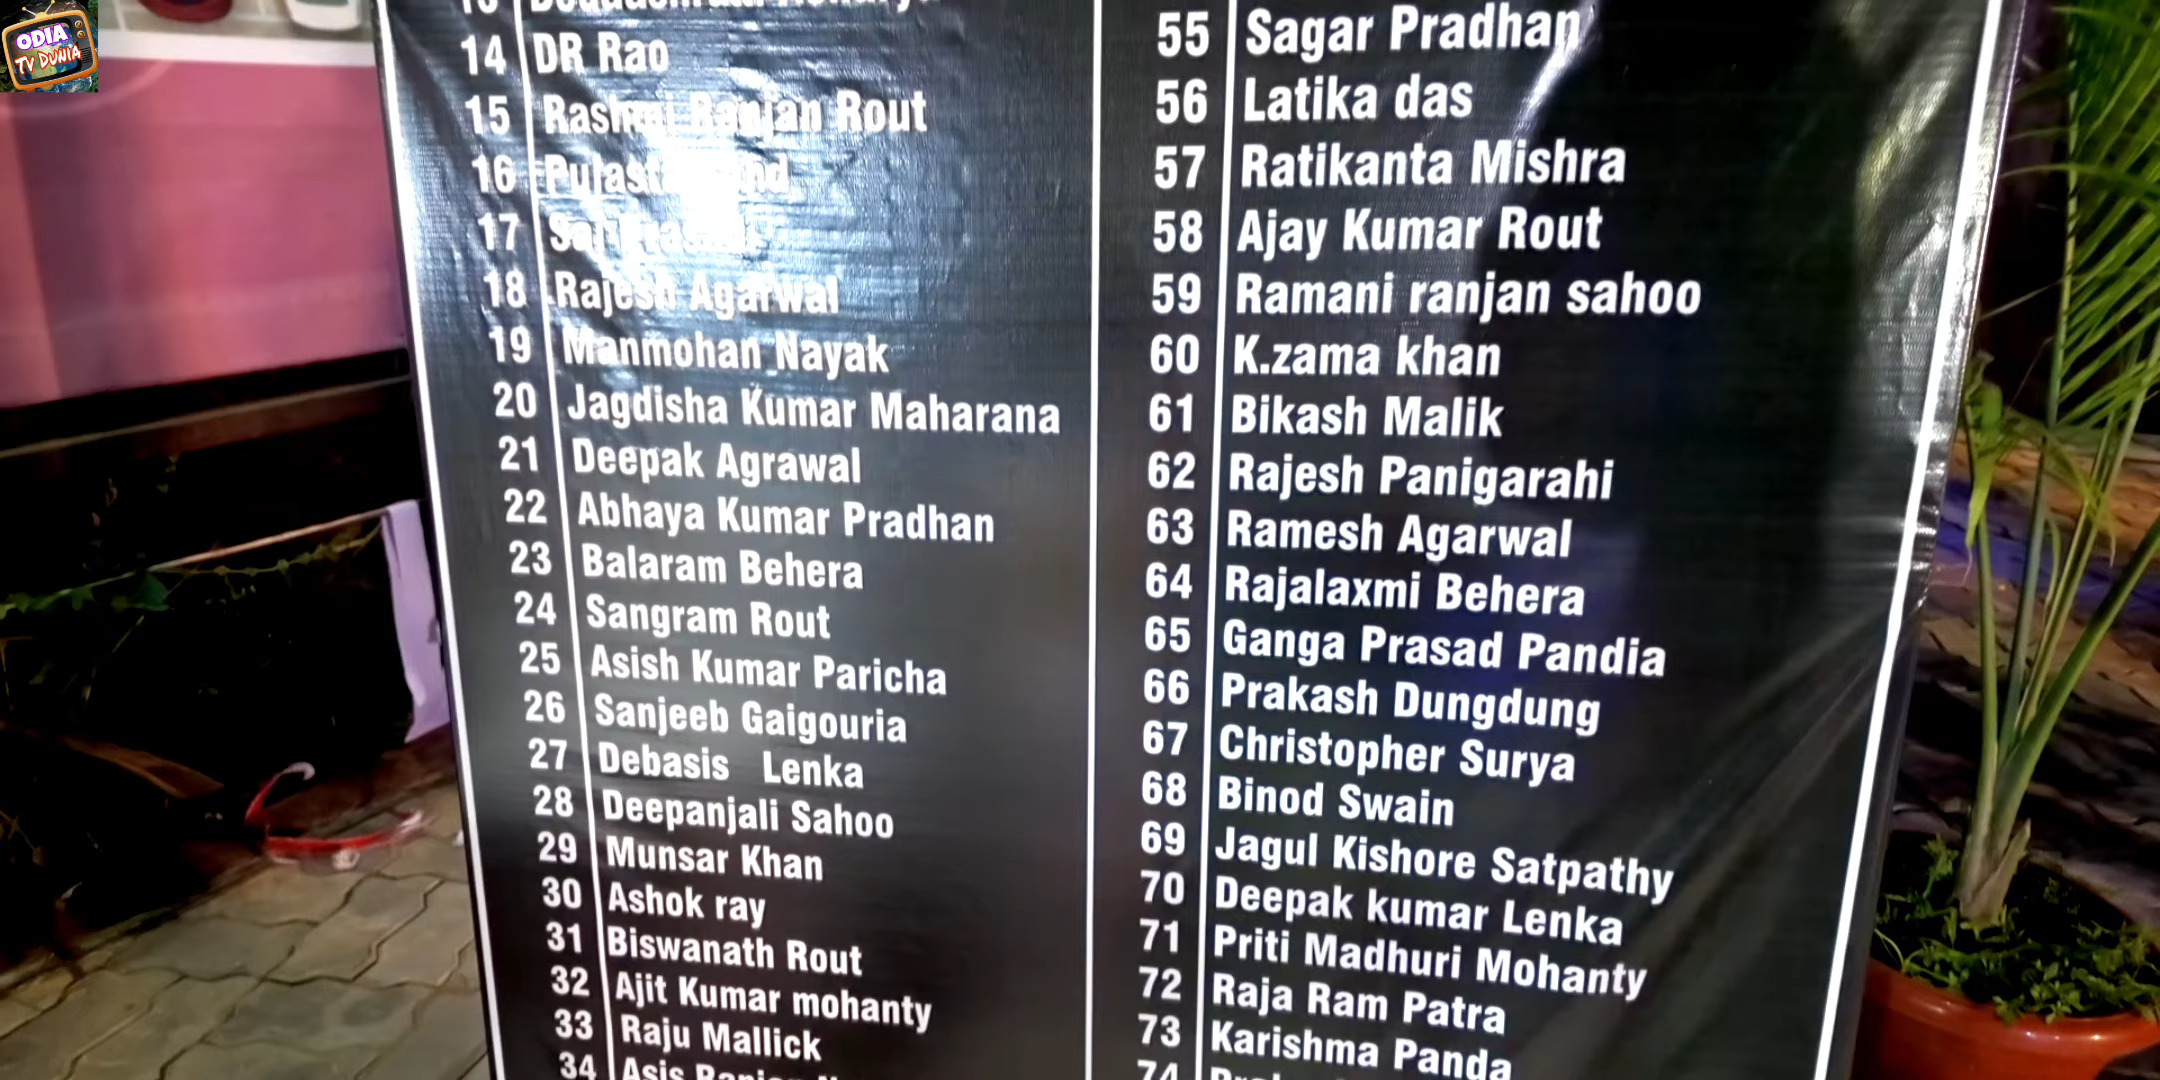 ODIA
TV DUNIA
14 DR Rao
15 Rashmi Ranjan Rout
16
17
18 Rajesh Agarwal
19 Manmohan Nayak
20 Jagdisha Kumar Maharana
21 Deepak Agrawal
22 Abhaya Kumar Pradhan
23 Balaram Behera
24 Sangram Rout
25 Asish Kumar Paricha
26 Sanjeeb Gaigouria
27 Debasis Lenka
28 Deepanjali Sahoo
29 Munsar Khan
30 Ashok ray
31 Biswanath Rout
32 Ajit Kumar mohanty
33 Raju Mallick
34 Asis
55 Sagar Pradhan
56 Latika das
57 Ratikanta Mishra
58 Ajay Kumar Rout
59 Ramani ranjan sahoo
60 K.zama khan
61 Bikash Malik
62 Rajesh Panigarahi
63 Ramesh Agarwal
64 Rajalaxmi Behera
65 Ganga Prasad Pandia
66 Prakash Dungdung
67 Christopher Surya
68 Binod Swain
69 Jagul Kishore Satpathy
70 Deepak kumar Lenka
71 Priti Madhuri Mohanty
72 Raja Ram Patra
73 Karishma Panda
74